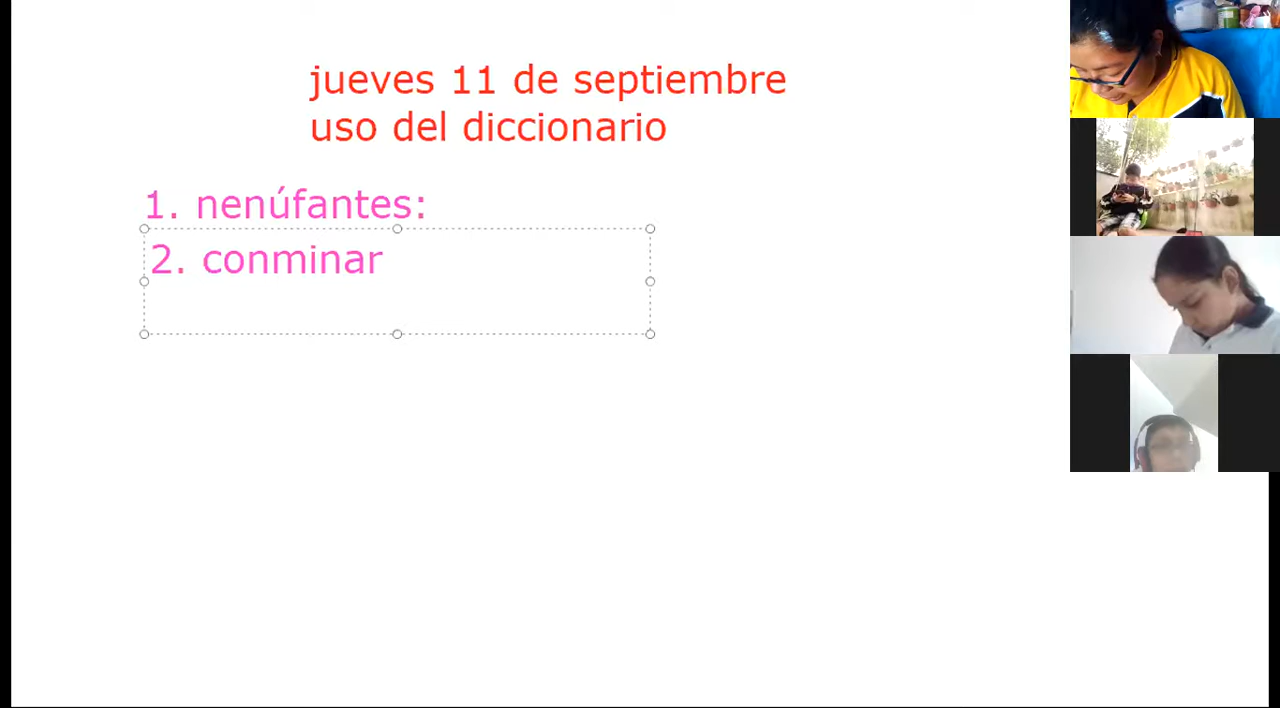 jueves 11 de septiembre
uso del diccionario
1. nenúfantes:
2. conminar